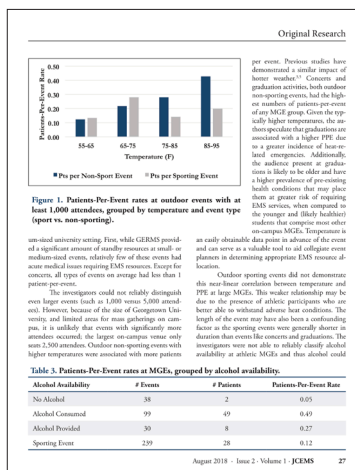 Original Research
Patients-Per-Event Rate
0.50
0.40
0.30
0.20
0.10
0.00
55-65
65-75
75-85
85-95
Temperature (F)
Pts per Non-Sport Event
Pts per Sporting Event
Figure 1. Patients-Per-Event rates at outdoor events with at
least 1,000 attendees, grouped by temperature and event type
(sport vs. non-sporting).
um-sized university setting. First, while GERMS provid-
ed a significant amount of standby resources at small- or
medium-sized events, relatively few of these events had
acute medical issues requiring EMS resources. Except for
concerts, all types of events on average had less than 1
patient-per-event.
The investigators could not reliably distinguish
even larger events (such as 1,000 versus 5,000 attend-
ees). However, because of the size of Georgetown Uni-
versity, and limited areas for mass gatherings on cam-
pus, it is unlikely that events with significantly more
attendees occurred: the largest on-campus venue only
seats 2,500 attendees. Outdoor non-sporting events with
higher temperatures were associated with more patients
per event. Previous studies have
demonstrated a similar impact of
hotter weather. Concerts and
graduation activities, both outdoor
non-sporting events, had the high-
est numbers of patients-per-event
of any MGE group. Given the typ-
ically higher temperatures, the au-
thors speculate that graduations are
associated with a higher PPE due
to a greater incidence of heat-re-
lated emergencies. Additionally,
the audience present at gradua-
tions is likely to be older and have
a higher prevalence of pre-existing
health conditions that may place
them at greater risk of requiring
EMS services, when compared to
the younger and (likely healthier)
students that comprise most other
on-campus MGEs. Temperature is
an easily obtainable data point in advance of the event
and can serve as a valuable tool to aid collegiate event
planners in determining appropriate EMS resource al-
location.
Outdoor sporting events did not demonstrate
this near-linear correlation between temperature and
PPE at large MGEs. This weaker relationship may be
due to the presence of athletic participants who are
better able to withstand adverse heat conditions. The
length of the event may have also been a confounding
factor as the sporting events were generally shorter in
duration than events like concerts and graduations. The
investigators were not able to reliably classify alcohol
availability at athletic MGEs and thus alcohol could
Table 3. Patients-Per-Event rates at MGEs, grouped by alcohol availability.
Alcohol Availability # Events # Patients Patients-Per-Event Rate
No Alcohol 38 2 0.05
Alcohol Consumed 99 49 0.49
Alcohol Provided 30 8 0.27
Sporting Event 239 28 0.12
August 2018 · Issue 2 · Volume 1 · JCEMS 27